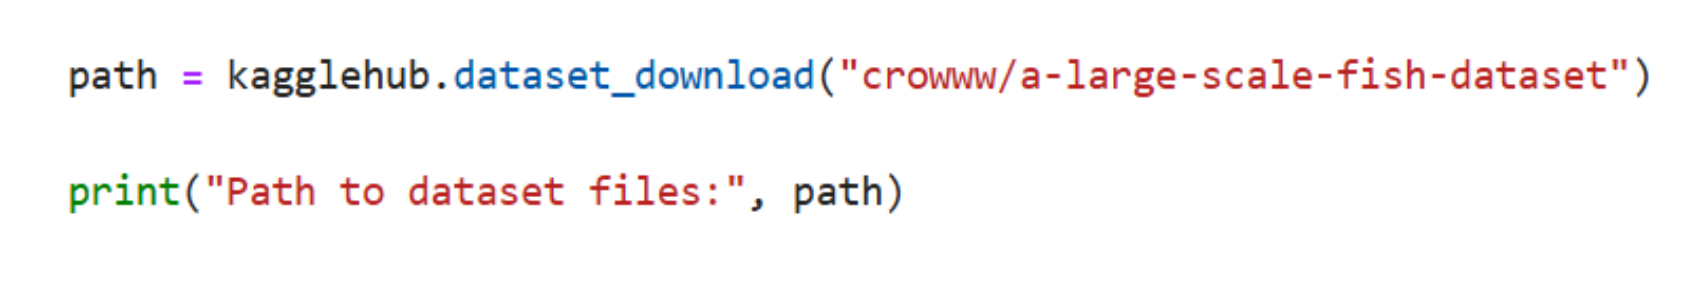 path = kagglehub.dataset_download("crowww/a-large-scale-fish-dataset")
print("Path to dataset files:", path)